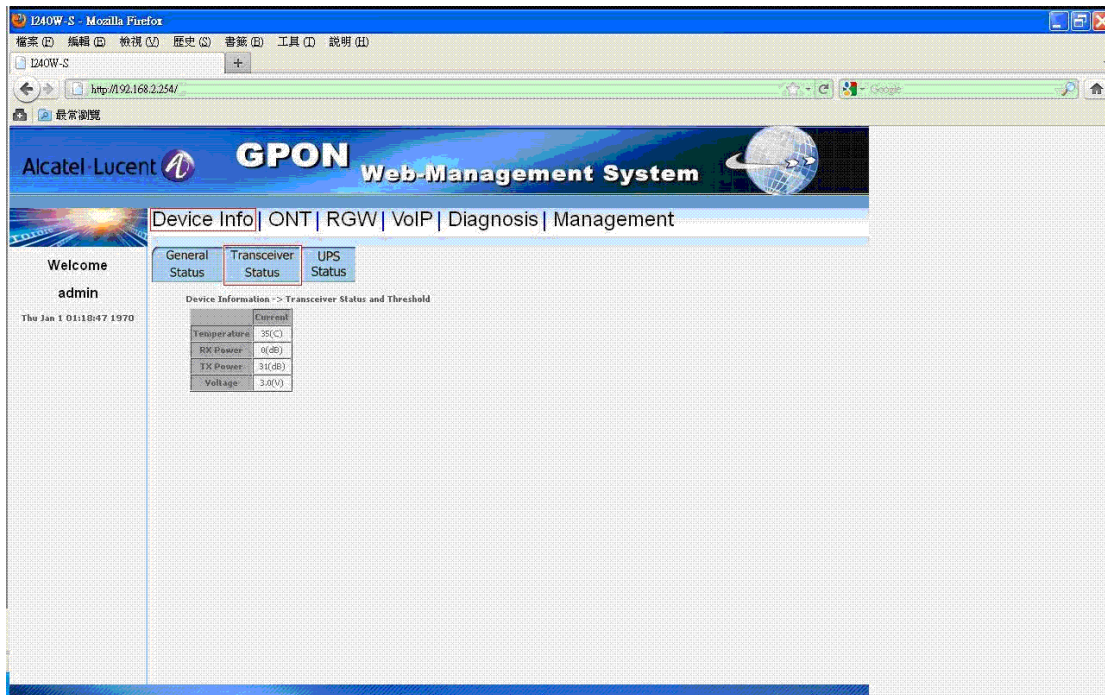 I240W-S - Mozilla Firefox
檔案(F) 編輯(E) 檢視(V) 歷史(S) 書籤(B) 工具(T) 說明(H)
I240W-S +
http://192.168.2.254/
Google
最常瀏覽
Alcatel·Lucent
GPON Web-Management System
Device Info | ONT | RGW | VoIP | Diagnosis | Management
Welcome
admin
Thu Jan 1 01:18:47 1970
General Status
Transceiver Status
UPS Status
Device Information -> Transceiver Status and Threshold
Current
Temperature 35(C)
RX Power 0(dB)
TX Power 31(dB)
Voltage 3.0(V)